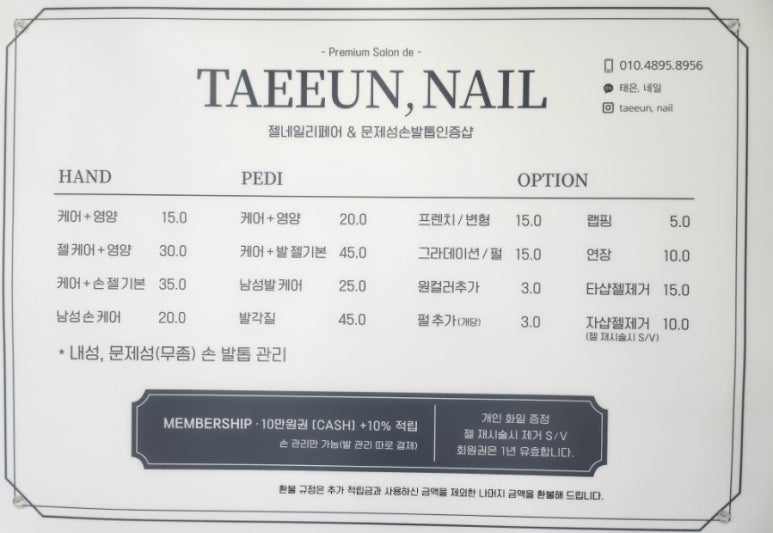 - Premium Salon de -
TAEEUN, NAIL
젤네일리페어 & 문제성손발톱인증샵
010.4895.8956
태은, 네일
taeeun, nail
HAND
케어+영양 15.0
젤케어+영양 30.0
케어+손젤기본 35.0
남성손케어 20.0
PEDI
케어+영양 20.0
케어+발젤기본 45.0
남성발케어 25.0
발각질 45.0
OPTION
프렌치/변형 15.0
그라데이션/펄 15.0
원컬러추가 3.0
펄추가(개당) 3.0
랩핑 5.0
연장 10.0
타샵젤제거 15.0
자샵젤제거 10.0
(젤 재시술시 S/V)
* 내성, 문제성(무좀) 손 발톱 관리
MEMBERSHIP · 10만원권 [CASH] +10% 적립
손 관리만 가능(발 관리 따로 결제)
개인 화일 증정
젤 재시술시 제거 S/V
회원권은 1년 유효합니다.
환불 규정은 추가 적립금과 사용하신 금액을 제외한 나머지 금액을 환불해 드립니다.